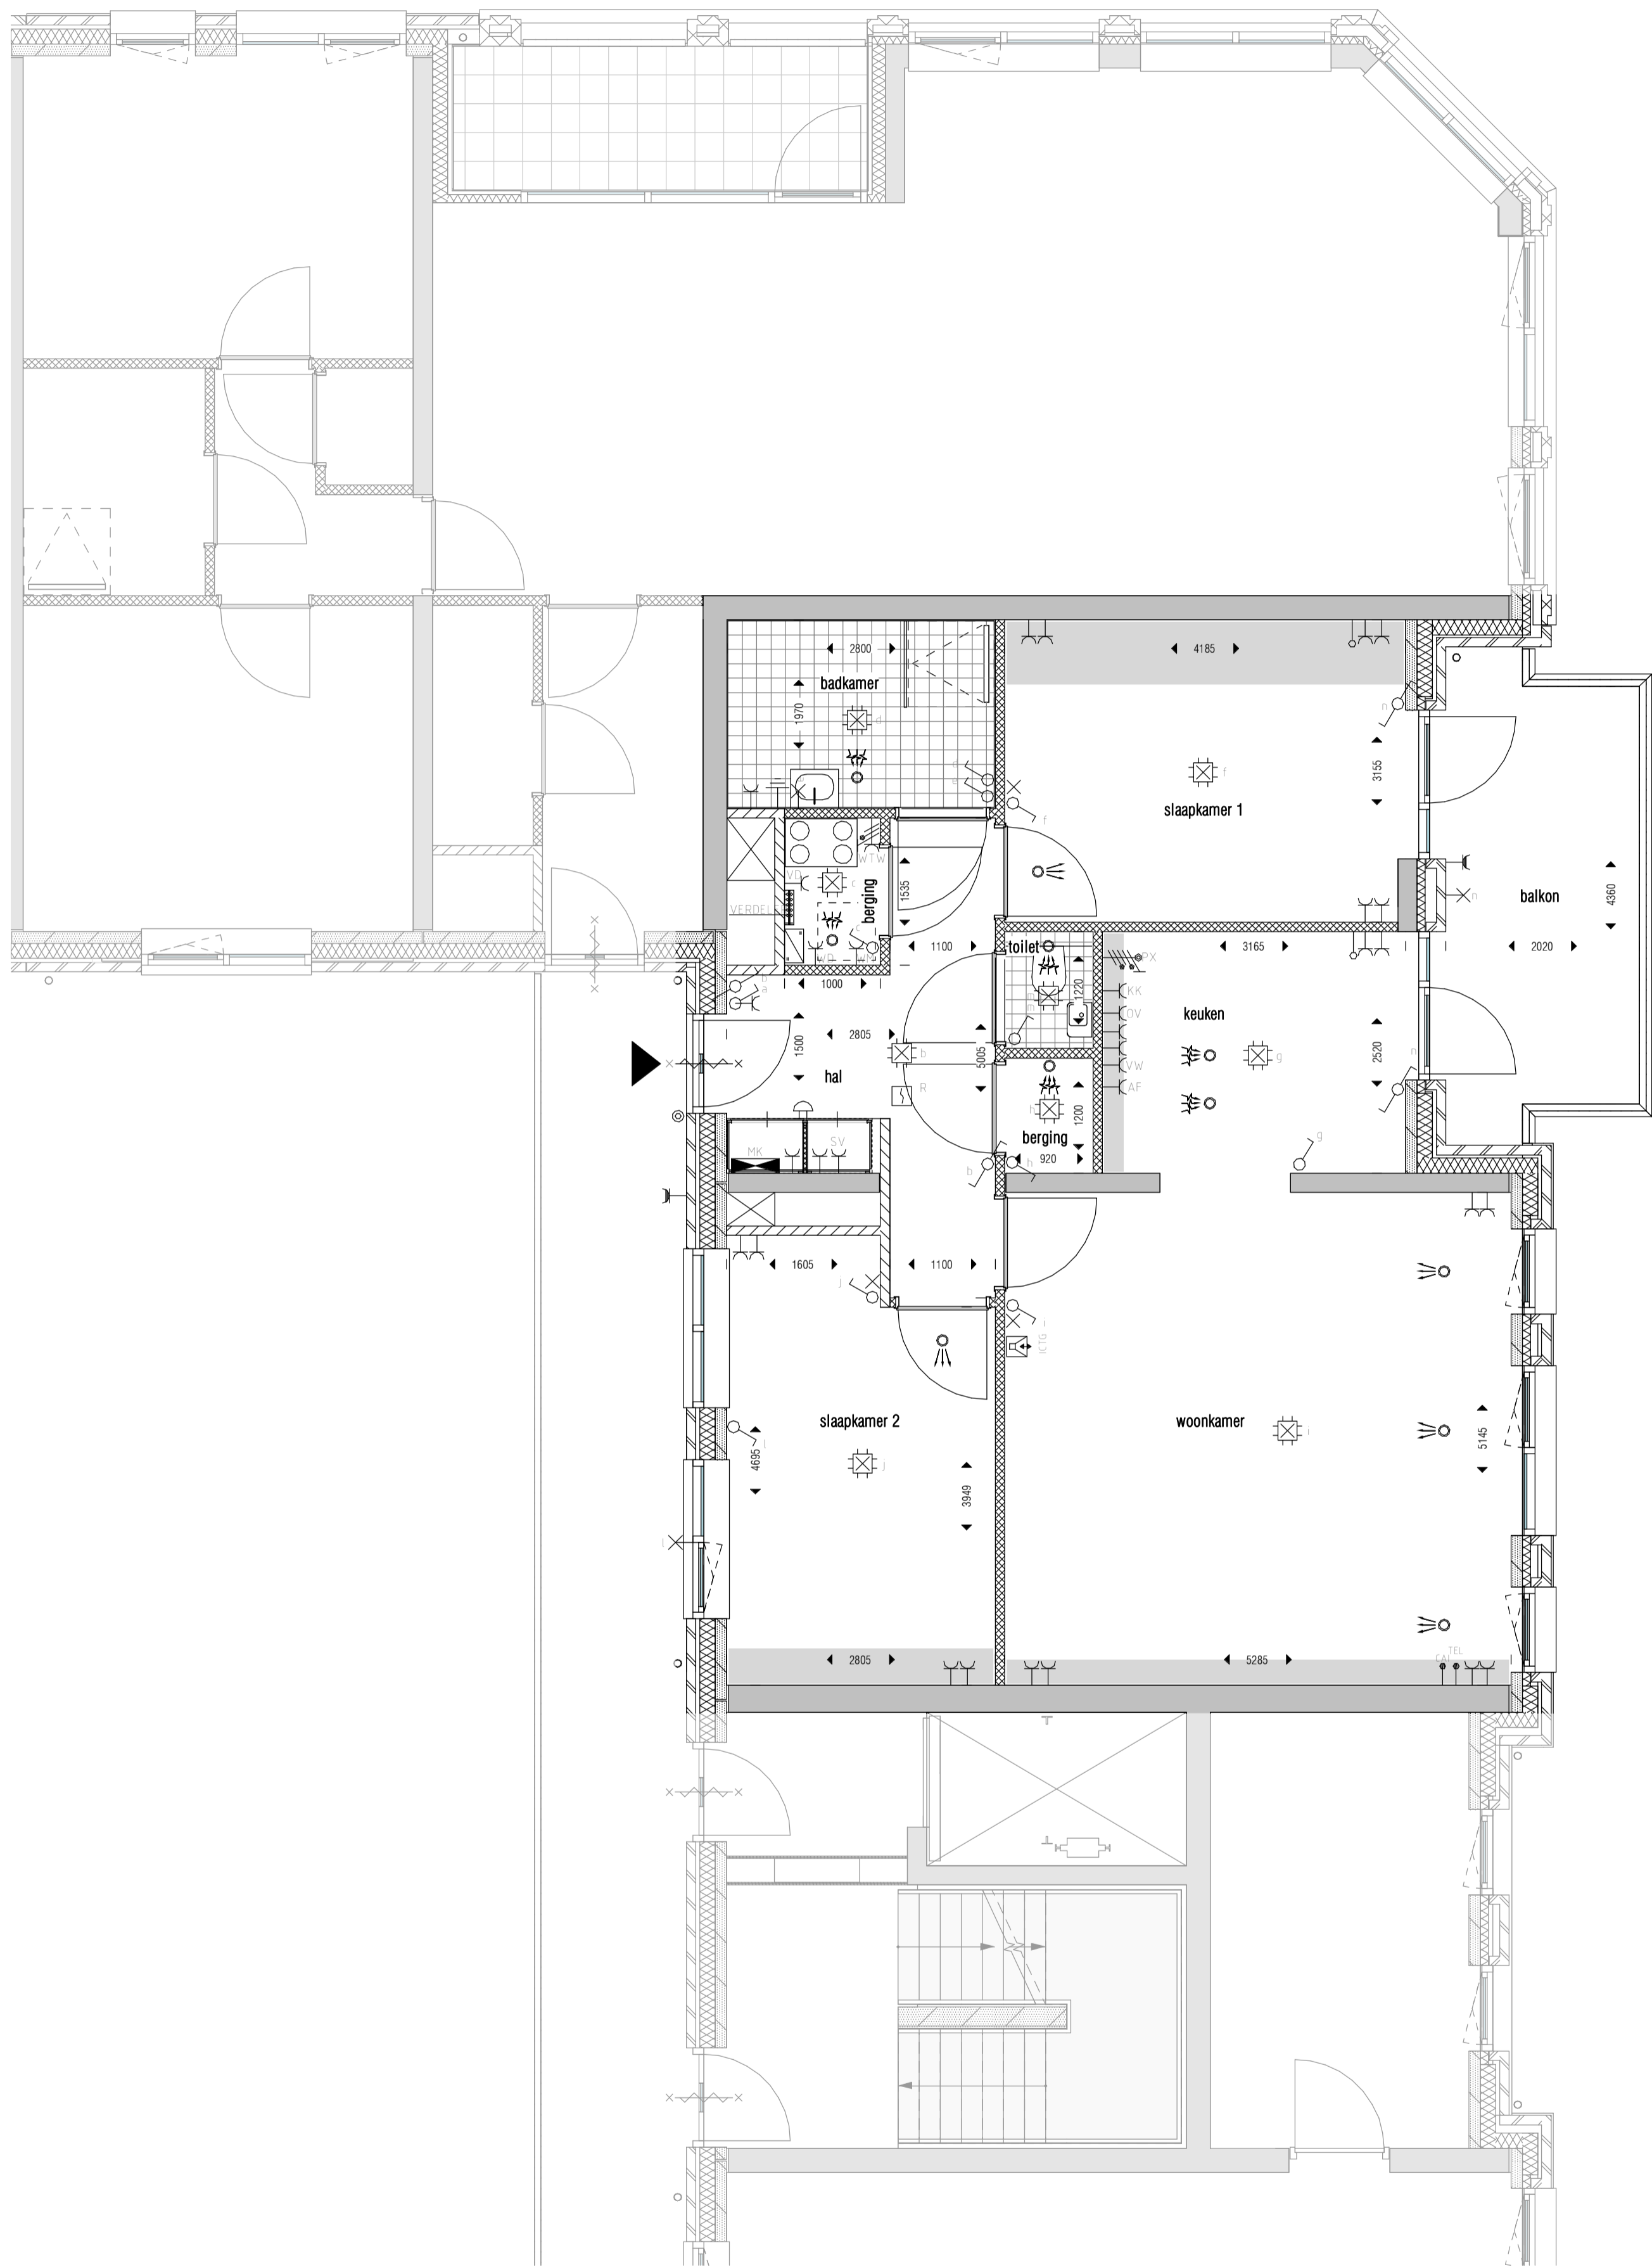 2800
4185
badkamer
1970
d
n
3155
f
d
e
slaapkamer 1
f
WTW
VD
c
berging
1535
VERDELER
n
balkon
4360
toilet
1100
3165
2020
PX
1000
1220
KK
a
m
OV
keuken
1500
2805
5005
b
g
2520
n
VW
hal
R
h
1200
AF
SV
MK
berging
g
920
b
h
1605
1100
j
i
ICTG
slaapkamer 2
woonkamer
i
5145
4695
l
j
3949
l
2805
5285
CAI
TEL